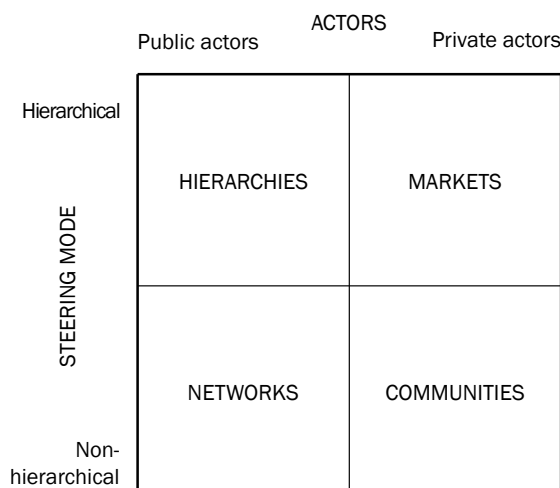 ACTORS
Public actors
Private actors
Hierarchical
HIERARCHIES
MARKETS
STEERING MODE
NETWORKS
COMMUNITIES
Non-
hierarchical